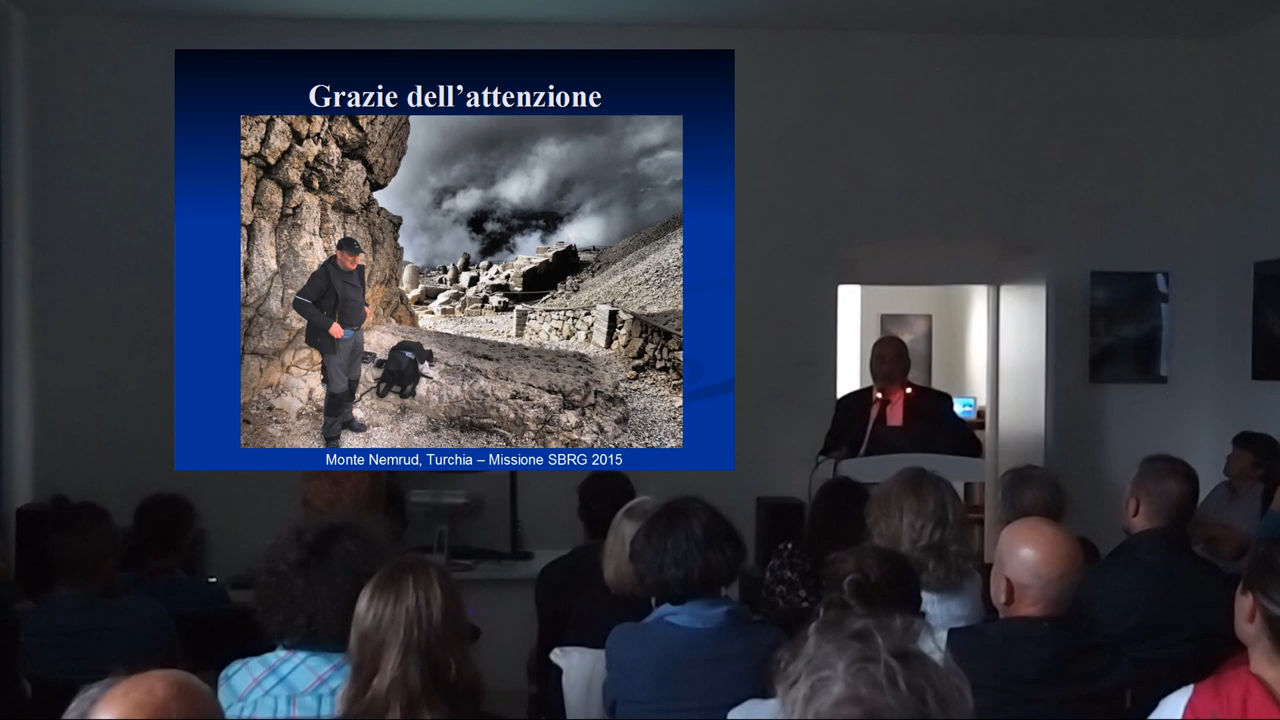 Grazie dell’attenzione
Monte Nemrud, Turchia – Missione SBRG 2015